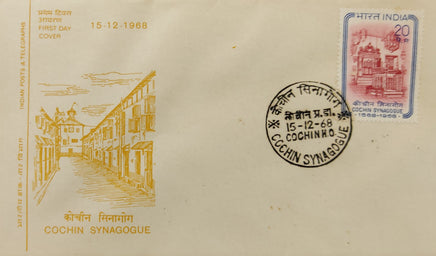 प्रथम दिवस
आवरण
FIRST DAY
COVER
15-12-1968
INDIAN POSTS & TELEGRAPHS
भारतीय डाक-तार विभाग
कोचीन सिनागोग
COCHIN SYNAGOGUE
कोचीन सिनागोग
कोचीन प्र.डा.
15-12-68
COCHIN H.O.
COCHIN SYNAGOGUE
भारत INDIA
20
कोचीन सिनागोग
COCHIN SYNAGOGUE
1568-1968